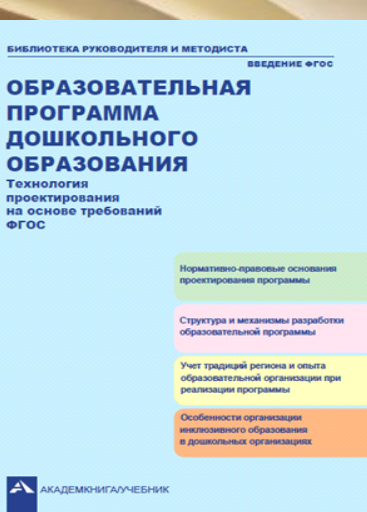 БИБЛИОТЕКА РУКОВОДИТЕЛЯ И МЕТОДИСТА
ВВЕДЕНИЕ ФГОС
ОБРАЗОВАТЕЛЬНАЯ
ПРОГРАММА
ДОШКОЛЬНОГО
ОБРАЗОВАНИЯ
Технология
проектирования
на основе требований
ФГОС
Нормативно-правовые основания
проектирования программы
Структура и механизмы разработки
образовательной программы
Учет традиций региона и опыта
образовательной организации при
реализации программы
Особенности организации
инклюзивного образования
в дошкольных организациях
АКАДЕМКНИГА/УЧЕБНИК